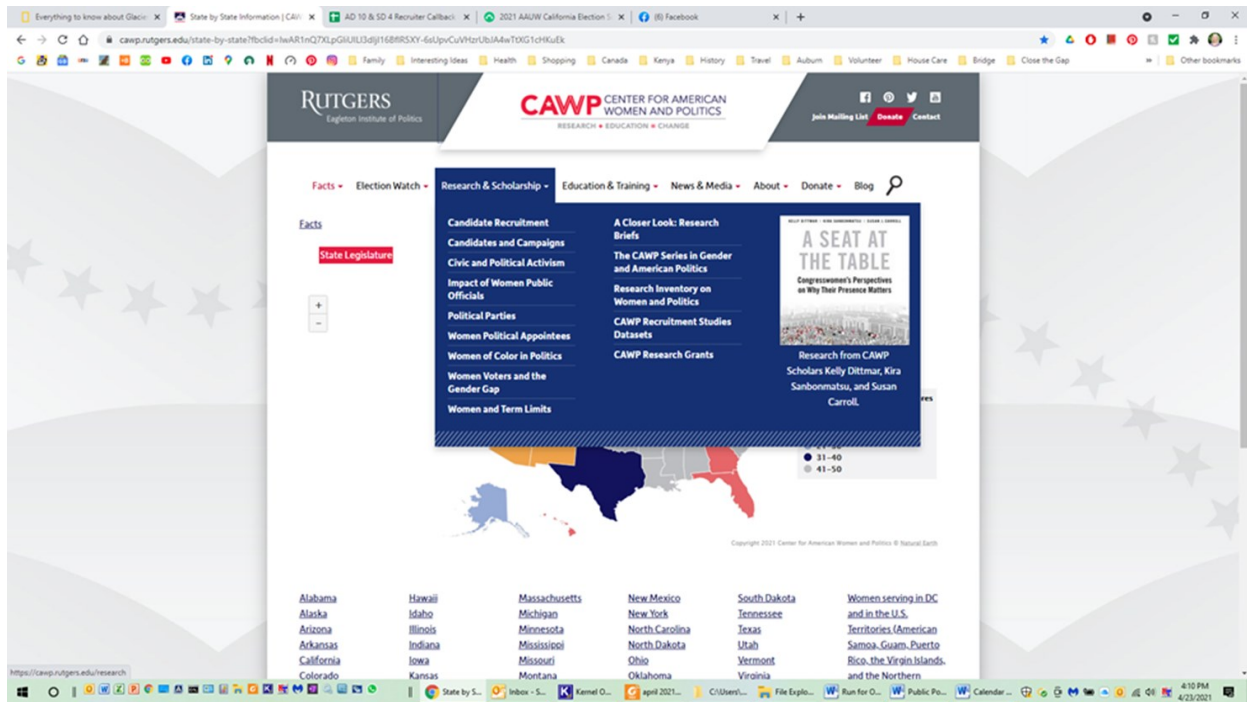 Everything to know about Glacie
State by State Information | CAW
AD 10 & SD 4 Recruiter Callback
2021 AAUW California Election S
(6) Facebook
cawp.rutgers.edu/state-by-state?fbclid=
Family
Interesting Ideas
Health
Shopping
Canada
Kenya
History
Travel
Auburn
Volunteer
House Care
Bridge
Close the Gap
Other bookmarks
RUTGERS
Eagleton Institute of Politics
CAWP CENTER FOR AMERICAN
WOMEN AND POLITICS
RESEARCH • EDUCATION • CHANGE
Join Mailing List Donate Contact
Facts
Election Watch
Research & Scholarship
Education & Training
News & Media
About
Donate
Blog
Facts
State Legislature
+
−
Candidate Recruitment
Candidates and Campaigns
Civic and Political Activism
Impact of Women Public
Officials
Political Parties
Women Political Appointees
Women of Color in Politics
Women Voters and the
Gender Gap
Women and Term Limits
A Closer Look: Research
Briefs
The CAWP Series in Gender
and American Politics
Research Inventory on
Women and Politics
CAWP Recruitment Studies
Datasets
CAWP Research Grants
KELLY DITTMAR • KIRA SANBONMATSU • SUSAN J. CARROLL
A SEAT AT
THE TABLE
Congresswomen's Perspectives
on Why Their Presence Matters
Research from CAWP
Scholars Kelly Dittmar, Kira
Sanbonmatsu, and Susan
Carroll.
res
31-40
41-50
Copyright 2021 Center for American Women and Politics © Natural Earth
Alabama
Alaska
Arizona
Arkansas
California
Colorado
Hawaii
Idaho
Illinois
Indiana
Iowa
Kansas
Massachusetts
Michigan
Minnesota
Mississippi
Missouri
Montana
New Mexico
New York
North Carolina
North Dakota
Ohio
Oklahoma
South Dakota
Tennessee
Texas
Utah
Vermont
Virginia
Women serving in DC
and in the U.S.
Territories (American
Samoa, Guam, Puerto
Rico, the Virgin Islands,
and the Northern
https://cawp.rutgers.edu/research
State by S...
Inbox - S...
Kernel O...
april 2021...
C:\Users\...
File Explo...
Run for O...
Public Po...
Calendar ...
4:10 PM
4/23/2021